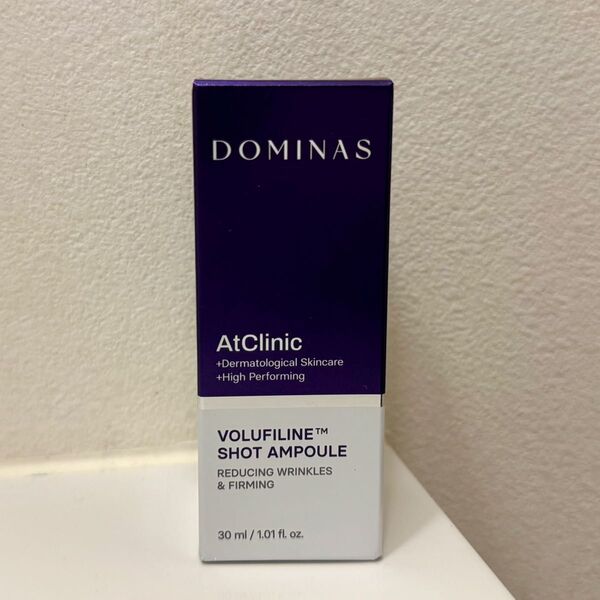 DOMINAS
AtClinic
+Dermatological Skincare
+High Performing
VOLUFILINE™
SHOT AMPOULE
REDUCING WRINKLES
& FIRMING
30 ml / 1.01 fl. oz.